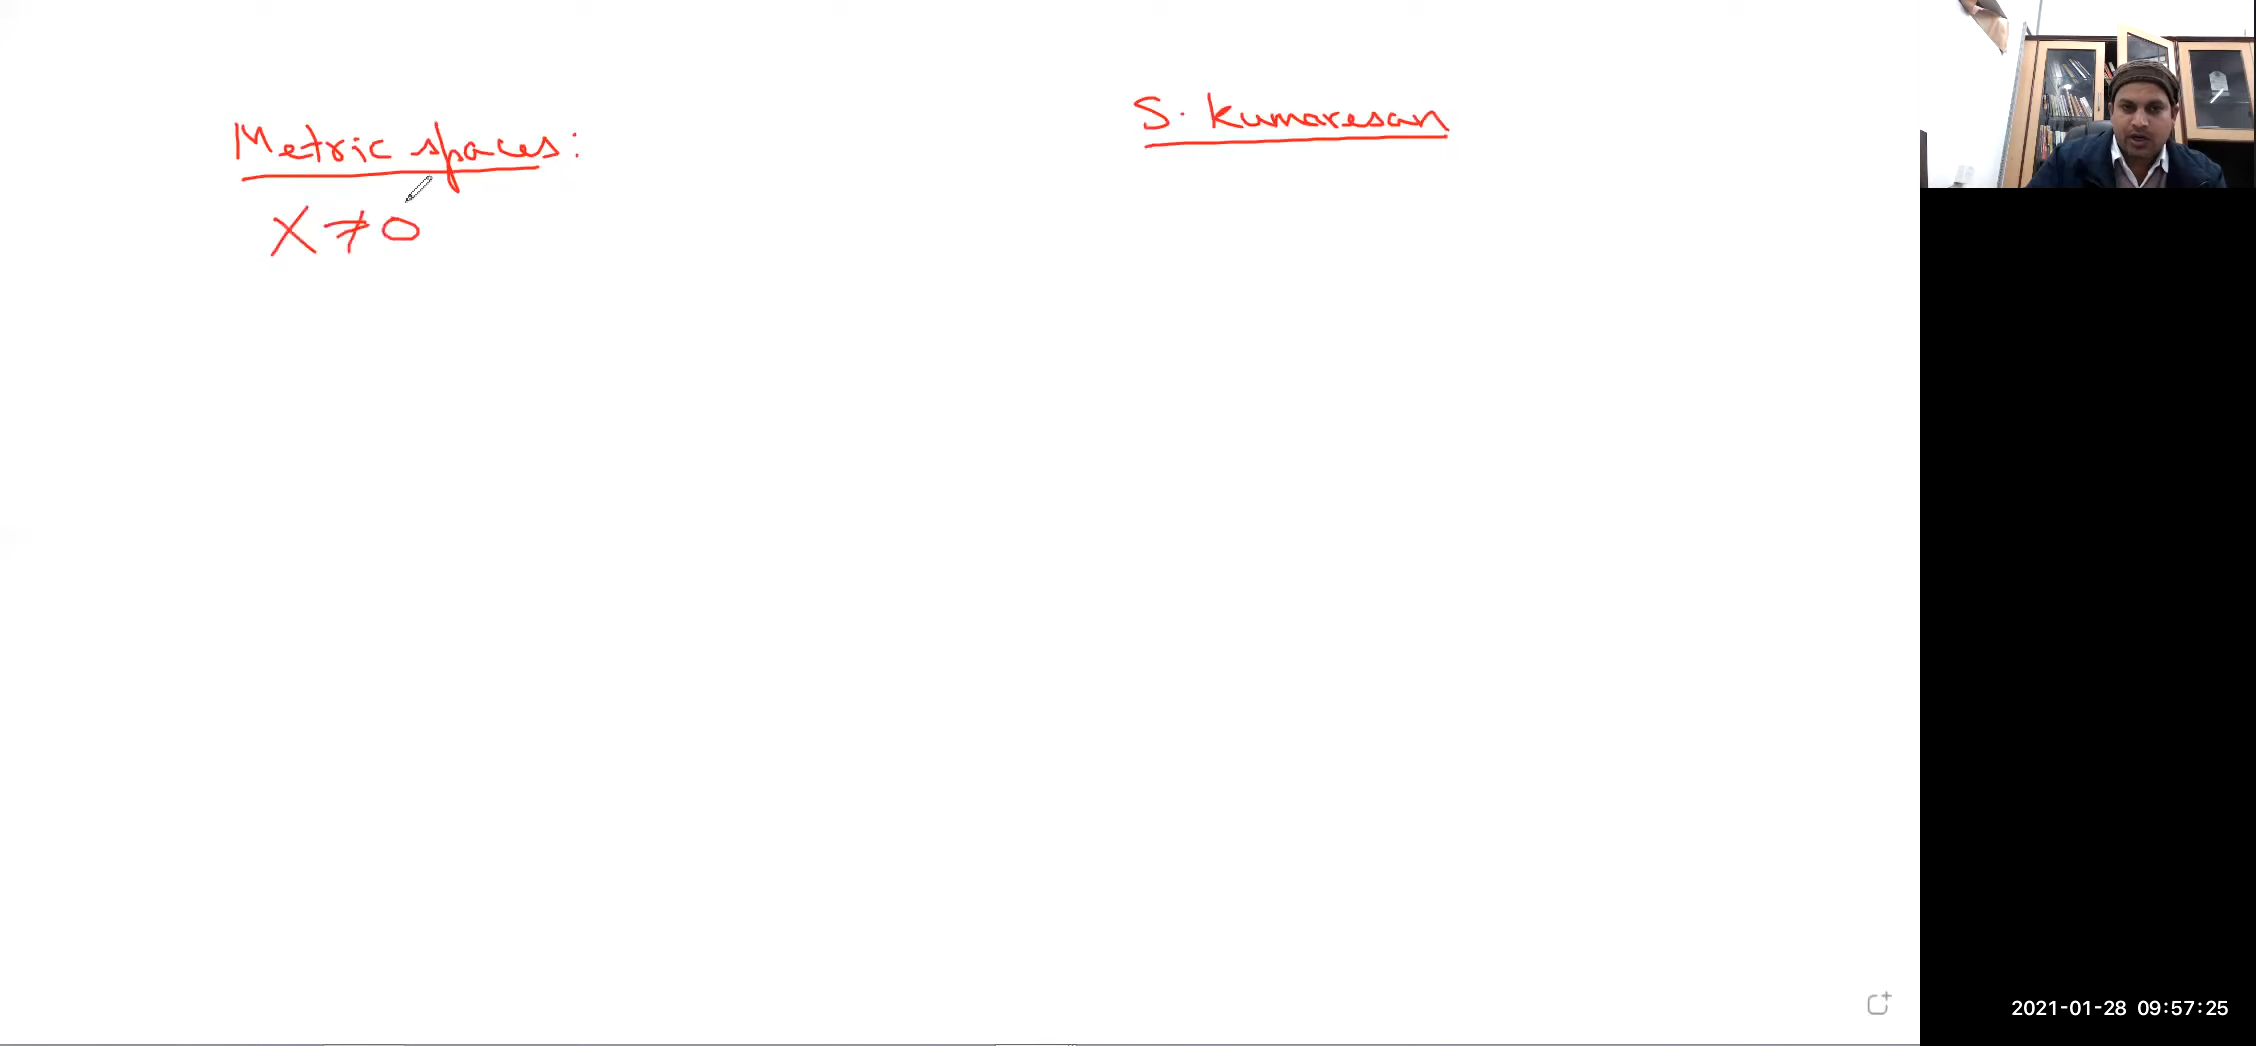 Metric spaces:
S. Kumaresan
X ≠ 0
2021-01-28 09:57:25